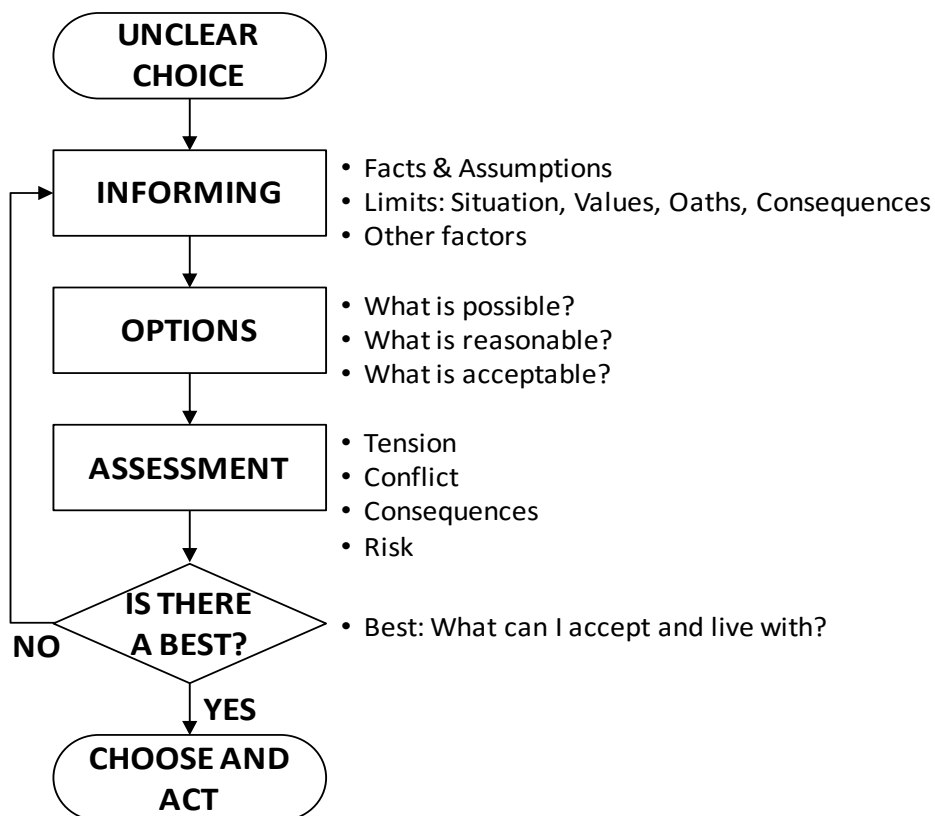 UNCLEAR
CHOICE
INFORMING
• Facts & Assumptions
• Limits: Situation, Values, Oaths, Consequences
• Other factors
OPTIONS
• What is possible?
• What is reasonable?
• What is acceptable?
ASSESSMENT
• Tension
• Conflict
• Consequences
• Risk
IS THERE
A BEST?
• Best: What can I accept and live with?
NO
YES
CHOOSE AND
ACT